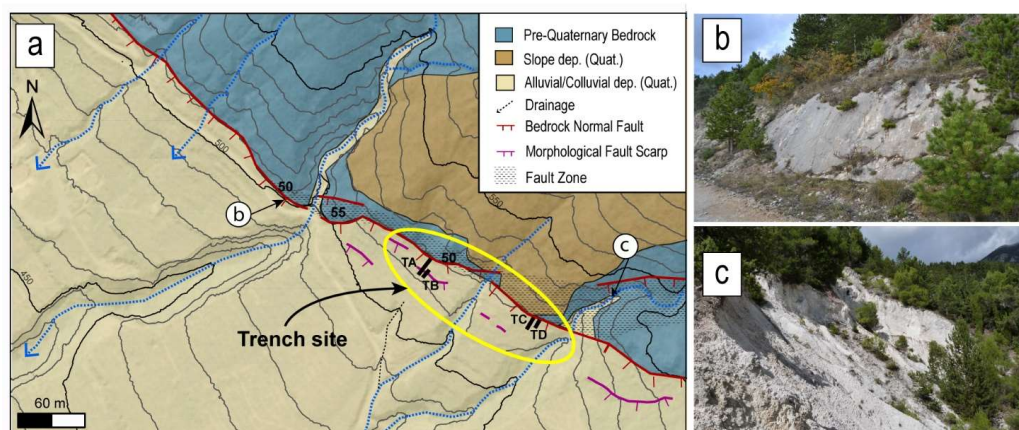 a
N
Pre-Quaternary Bedrock
Slope dep. (Quat.)
Alluvial/Colluvial dep. (Quat.)
Drainage
Bedrock Normal Fault
Morphological Fault Scarp
Fault Zone
500
550
50
b
55
c
50
TA
TB
450
TC
TD
Trench site
60 m
b
c